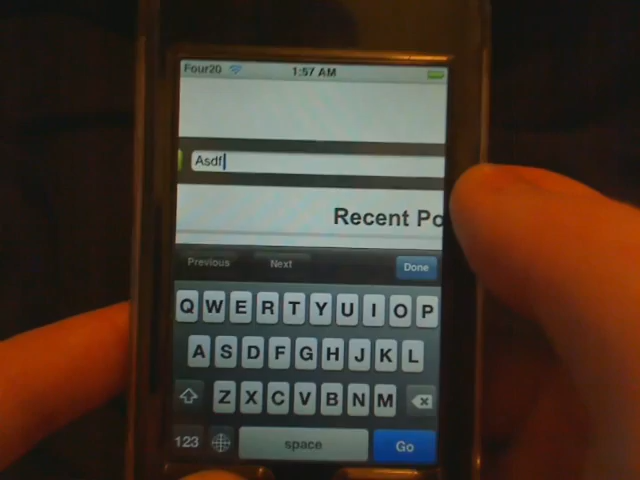 Four20 1:57 AM
Asdf
Recent Po
Previous Next Done
Q W E R T Y U I O P
A S D F G H J K L
Z X C V B N M
123 space Go